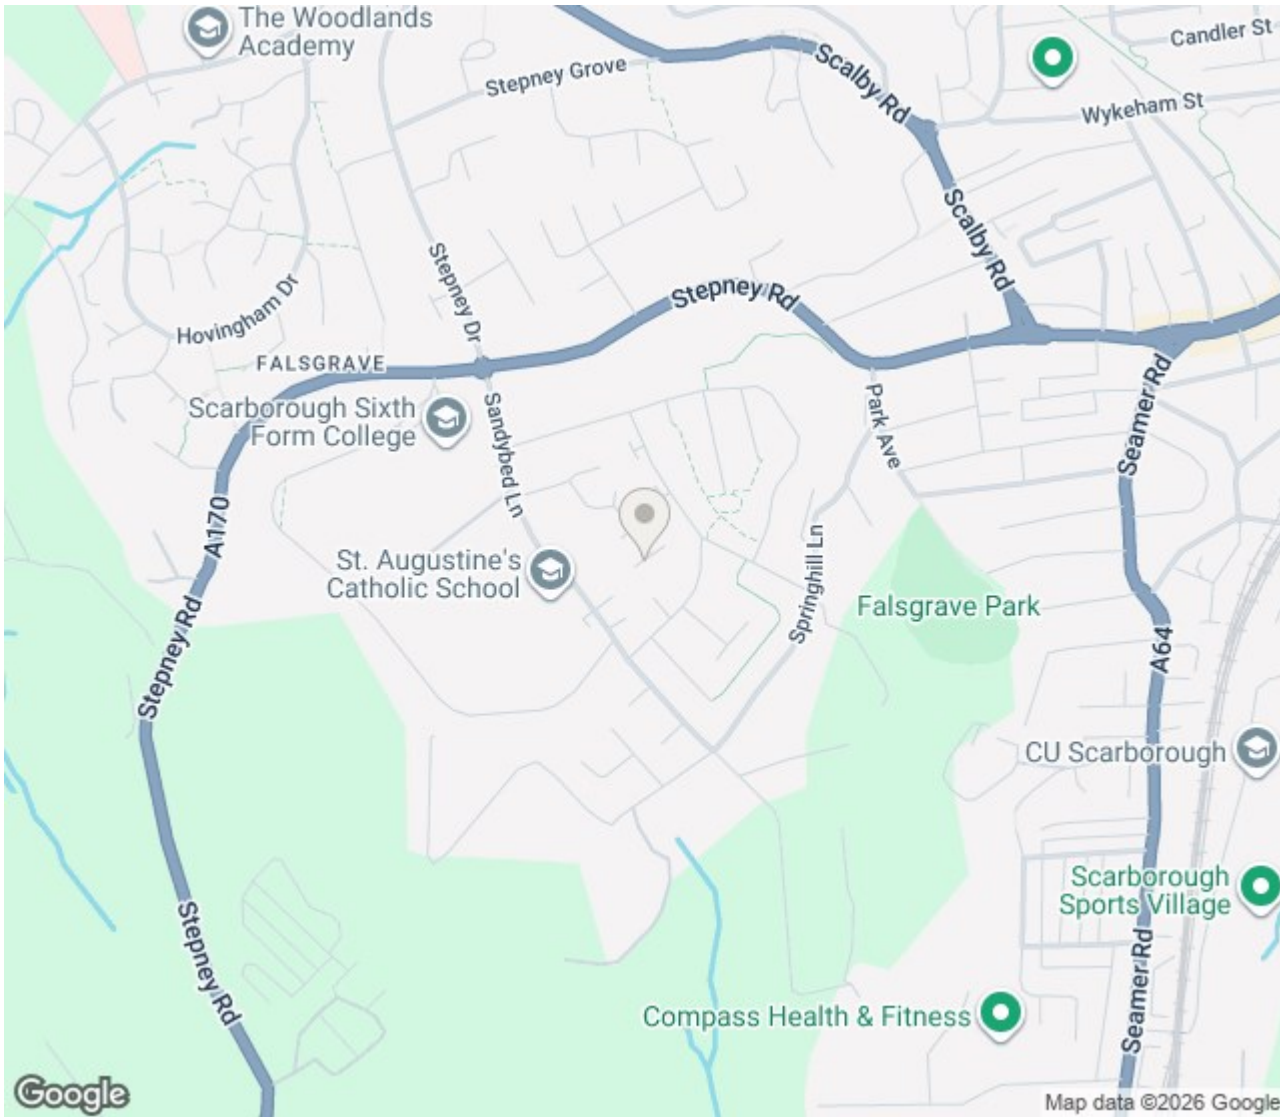 The Woodlands
Academy
Stepney Grove
Scalby Rd
Candler St
Wykeham St
Scalby Rd
Stepney Dr
Hovingham Dr
Stepney Rd
FALSGRAVE
Scarborough Sixth
Form College
Sandybed Ln
Park Ave
Seamer Rd
A170
St. Augustine's
Catholic School
Springhill Ln
Falsgrave Park
Stepney Rd
A64
CU Scarborough
Scarborough
Sports Village
Stepney Rd
Seamer Rd
Compass Health & Fitness
Google
Map data ©2026 Google